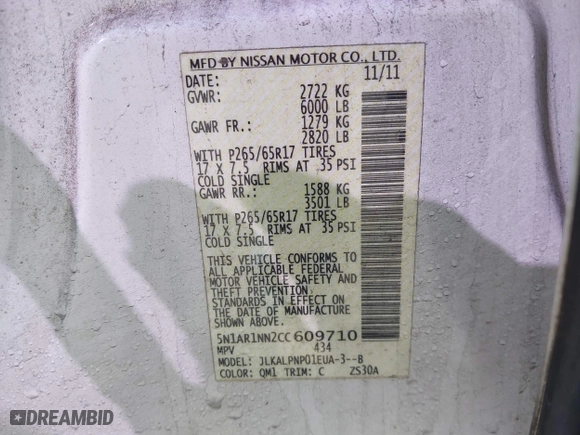 MFD BY NISSAN MOTOR CO., LTD.
DATE: 11/11
GVWR: 2722 KG
6000 LB
GAWR FR.: 1279 KG
2820 LB
WITH P265/65R17 TIRES
17 X 7.5 RIMS AT 35 PSI
COLD SINGLE
GAWR RR.: 1588 KG
3501 LB
WITH P265/65R17 TIRES
17 X 7.5 RIMS AT 35 PSI
COLD SINGLE
THIS VEHICLE CONFORMS TO
ALL APPLICABLE FEDERAL
MOTOR VEHICLE SAFETY AND
THEFT PREVENTION
STANDARDS IN EFFECT ON
THE DATE OF MANUFACTURE
SHOWN ABOVE.
5N1AR1NN2CC609710
MPV 434
MODEL: JLKALPNP01EUA-3--B
COLOR: QM1 TRIM: C ZS30A
DREAMBID